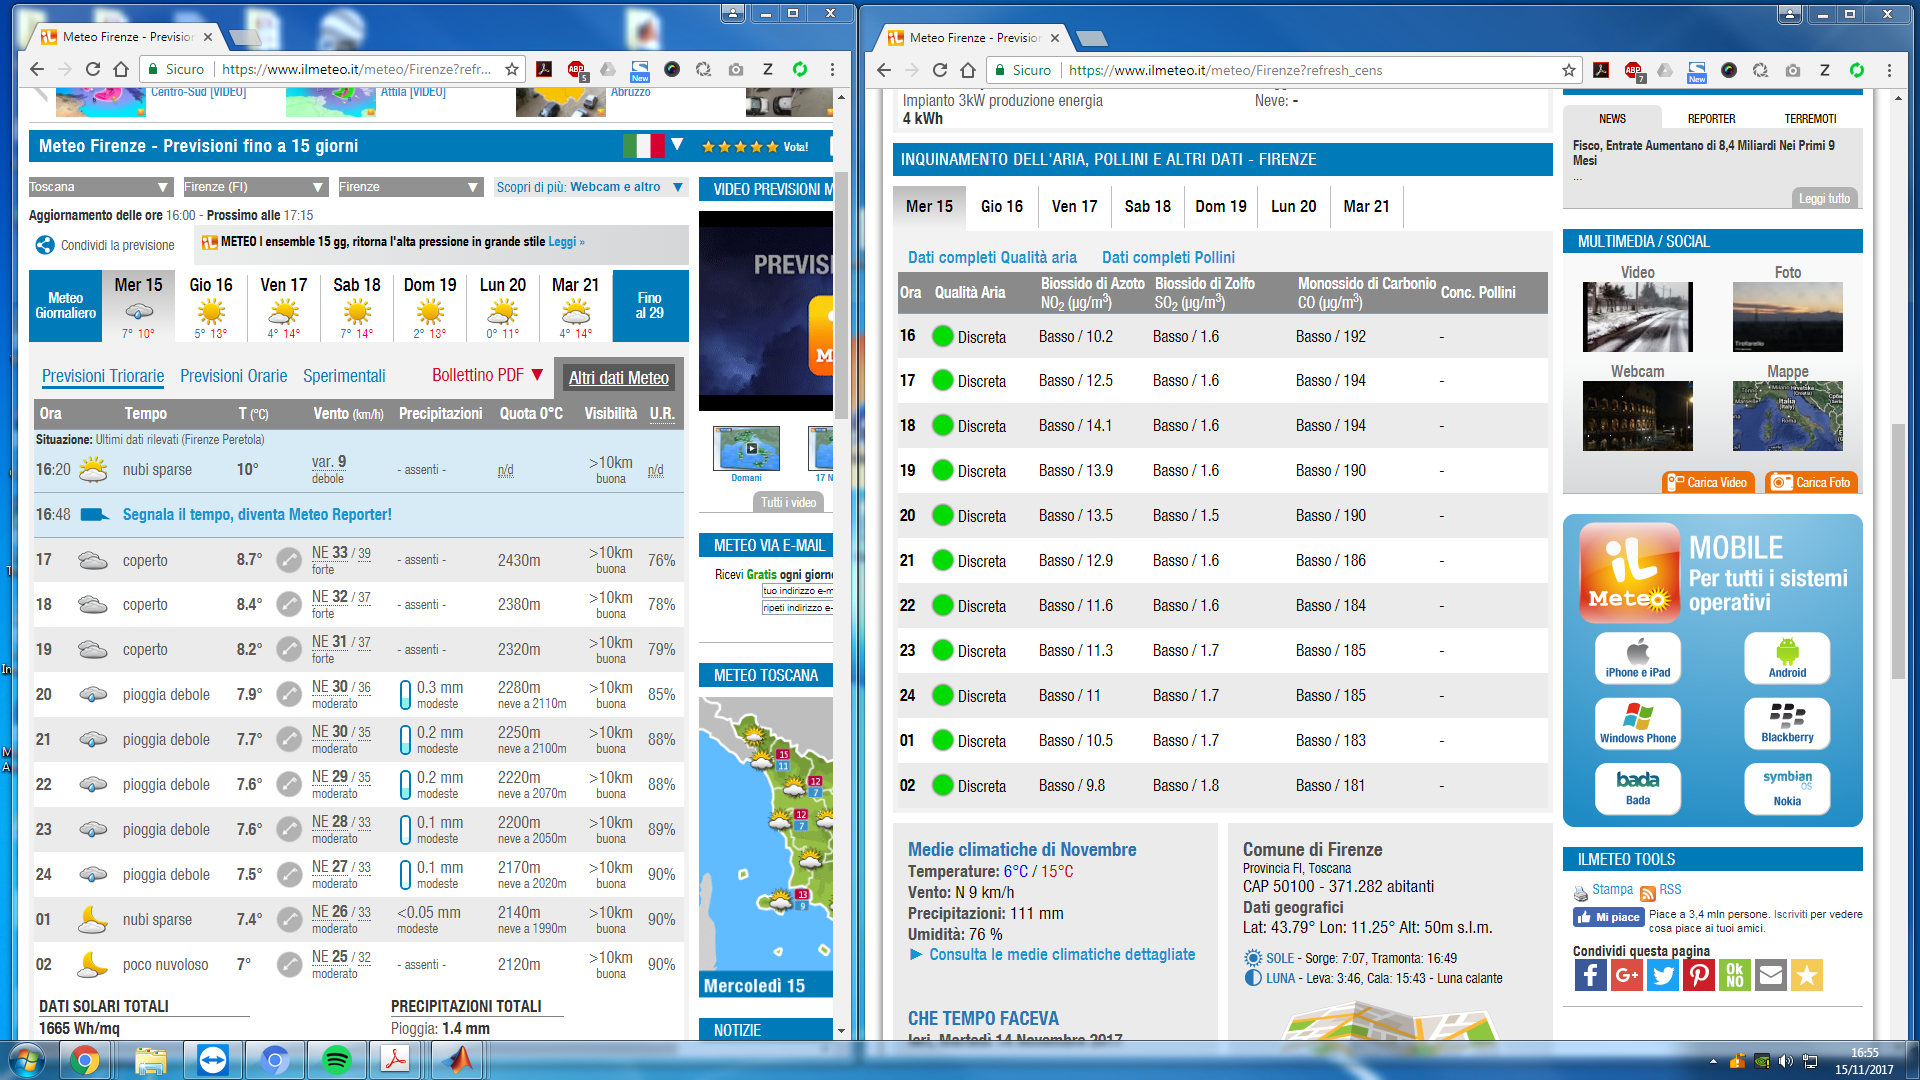 Meteo Firenze - Previsior
Sicuro https://www.ilmeteo.it/meteo/Firenze?refr...
Centro-Sud [VIDEO] Attila [VIDEO] Abruzzo
Meteo Firenze - Previsioni fino a 15 giorni Vota!
Toscana Firenze (FI) Firenze Scopri di più: Webcam e altro
Aggiornamento delle ore 16:00 - Prossimo alle 17:15
Condividi la previsione METEO I ensemble 15 gg, ritorna l'alta pressione in grande stile Leggi »
Meteo Giornaliero Mer 15 Gio 16 Ven 17 Sab 18 Dom 19 Lun 20 Mar 21 Fino al 29
7° 10° 5° 13° 4° 14° 7° 14° 2° 13° 0° 11° 4° 14°
Previsioni Triorarie Previsioni Orarie Sperimentali Bollettino PDF Altri dati Meteo
Ora Tempo T (°C) Vento (km/h) Precipitazioni Quota 0°C Visibilità U.R.
Situazione: Ultimi dati rilevati (Firenze Peretola)
16:20 nubi sparse 10° var. 9 debole - assenti - n/d >10km buona n/d
16:48 Segnala il tempo, diventa Meteo Reporter!
17 coperto 8.7° NE 33 / 39 forte - assenti - 2430m >10km buona 76%
18 coperto 8.4° NE 32 / 37 forte - assenti - 2380m >10km buona 78%
19 coperto 8.2° NE 31 / 37 forte - assenti - 2320m >10km buona 79%
20 pioggia debole 7.9° NE 30 / 36 moderato 0.3 mm modeste 2280m neve a 2110m >10km buona 85%
21 pioggia debole 7.7° NE 30 / 35 moderato 0.2 mm modeste 2250m neve a 2100m >10km buona 88%
22 pioggia debole 7.6° NE 29 / 35 moderato 0.2 mm modeste 2220m neve a 2070m >10km buona 88%
23 pioggia debole 7.6° NE 28 / 33 moderato 0.1 mm modeste 2200m neve a 2050m >10km buona 89%
24 pioggia debole 7.5° NE 27 / 33 moderato 0.1 mm modeste 2170m neve a 2020m >10km buona 90%
01 nubi sparse 7.4° NE 26 / 33 moderato <0.05 mm modeste 2140m neve a 1990m >10km buona 90%
02 poco nuvoloso 7° NE 25 / 32 moderato - assenti - 2120m >10km buona 90%
DATI SOLARI TOTALI PRECIPITAZIONI TOTALI
1665 Wh/mq Pioggia: 1.4 mm
VIDEO PREVISIONI M
PREVISI
Domani 17 N
Tutti i video
METEO VIA E-MAIL
Ricevi Gratis ogni giorno
tuo indirizzo e-m
ripeti indirizzo e-
METEO TOSCANA
15 11
12 7
12 7
13 9
Mercoledì 15
NOTIZIE
Meteo Firenze - Previsior
Sicuro https://www.ilmeteo.it/meteo/Firenze?refresh_cens
Impianto 3kW produzione energia Neve: -
4 kWh
INQUINAMENTO DELL'ARIA, POLLINI E ALTRI DATI - FIRENZE
Mer 15 Gio 16 Ven 17 Sab 18 Dom 19 Lun 20 Mar 21
Dati completi Qualità aria Dati completi Pollini
Ora Qualità Aria Biossido di Azoto NO2 (µg/m3) Biossido di Zolfo SO2 (µg/m3) Monossido di Carbonio CO (µg/m3) Conc. Pollini
16 Discreta Basso / 10.2 Basso / 1.6 Basso / 192 -
17 Discreta Basso / 12.5 Basso / 1.6 Basso / 194 -
18 Discreta Basso / 14.1 Basso / 1.6 Basso / 194 -
19 Discreta Basso / 13.9 Basso / 1.6 Basso / 190 -
20 Discreta Basso / 13.5 Basso / 1.5 Basso / 190 -
21 Discreta Basso / 12.9 Basso / 1.6 Basso / 186 -
22 Discreta Basso / 11.6 Basso / 1.6 Basso / 184 -
23 Discreta Basso / 11.3 Basso / 1.7 Basso / 185 -
24 Discreta Basso / 11 Basso / 1.7 Basso / 185 -
01 Discreta Basso / 10.5 Basso / 1.7 Basso / 183 -
02 Discreta Basso / 9.8 Basso / 1.8 Basso / 181 -
Medie climatiche di Novembre
Temperature: 6°C / 15°C
Vento: N 9 km/h
Precipitazioni: 111 mm
Umidità: 76 %
► Consulta le medie climatiche dettagliate
CHE TEMPO FACEVA
Ieri, Martedì 14 Novembre 2017
Comune di Firenze
Provincia FI, Toscana
CAP 50100 - 371.282 abitanti
Dati geografici
Lat: 43.79° Lon: 11.25° Alt: 50m s.l.m.
SOLE - Sorge: 7:07, Tramonta: 16:49
LUNA - Leva: 3:46, Cala: 15:43 - Luna calante
NEWS REPORTER TERREMOTI
Fisco, Entrate Aumentano di 8,4 Miliardi Nei Primi 9
Mesi
...
Leggi tutto
MULTIMEDIA / SOCIAL
Video Foto
Webcam Mappe
Carica Video Carica Foto
iL Meteo
MOBILE
Per tutti i sistemi
operativi
iPhone e iPad Android
Windows Phone Blackberry
bada Bada symbian OS Nokia
ILMETEO TOOLS
Stampa RSS
Mi piace Piace a 3,4 mln persone. Iscriviti per vedere
cosa piace ai tuoi amici.
Condividi questa pagina
OK NO
16:55
15/11/2017